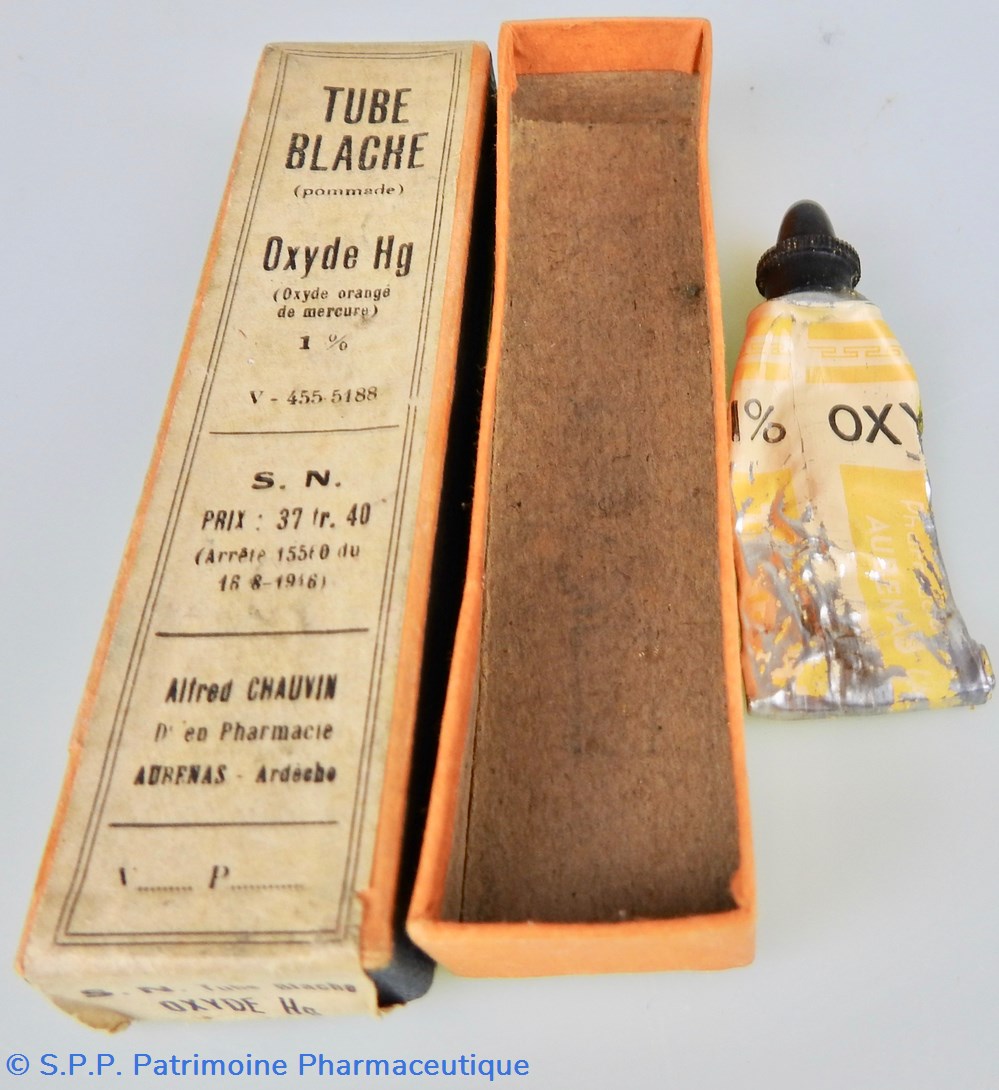 TUBE
BLACHE
(pommade)
Oxyde Hg
(Oxyde orangé
de mercure)
1 %
V - 455-5188
S. N.
PRIX : 37 fr. 40
(Arrêté 15580 du
16-8-1946)
Alfred CHAUVIN
Dr en Pharmacie
AUBENAS - Ardèche
V........ P...........
S. N. Tube Blache
OXYDE Hg
1% OXY
AUBENAS
© S.P.P. Patrimoine Pharmaceutique